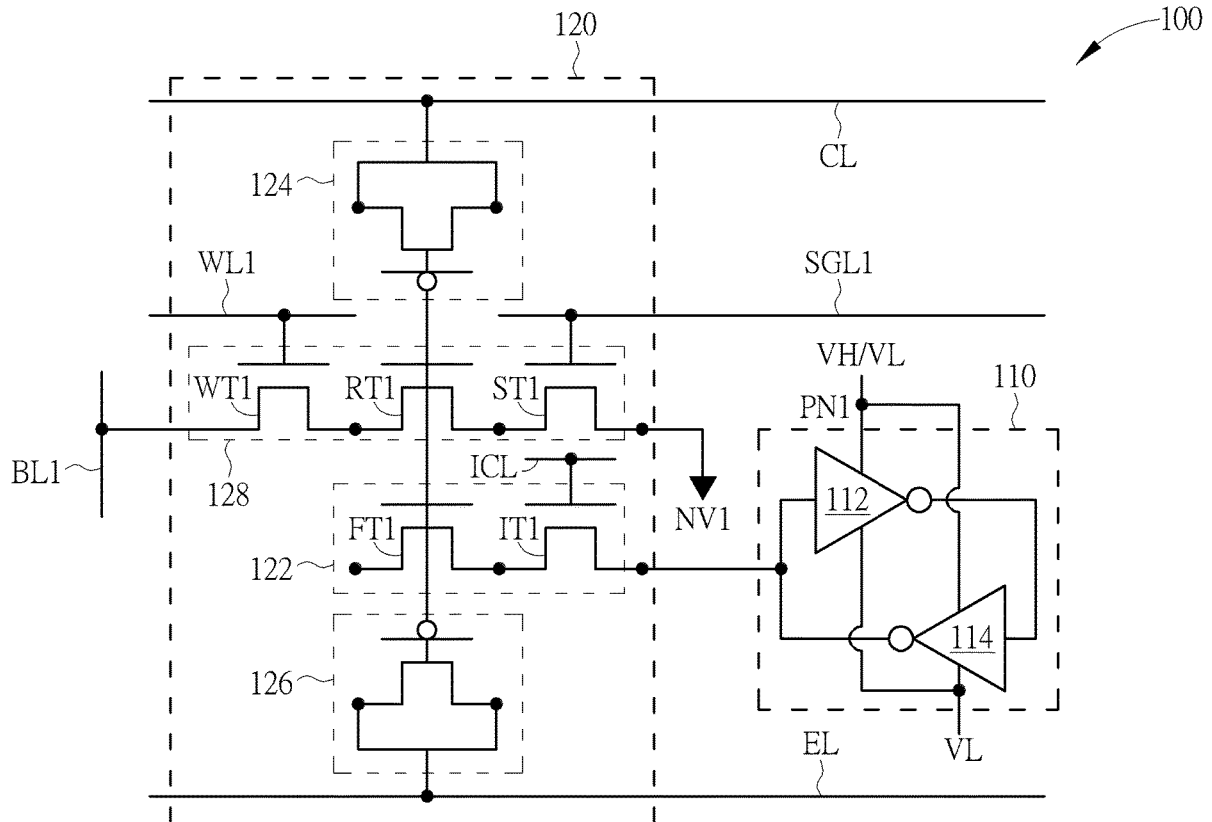 100
120
CL
124
WL1
SGL1
VH/VL
WT1
RT1
ST1
PN1
110
BL1
128
ICL
NV1
112
FT1
IT1
122
114
126
EL
VL